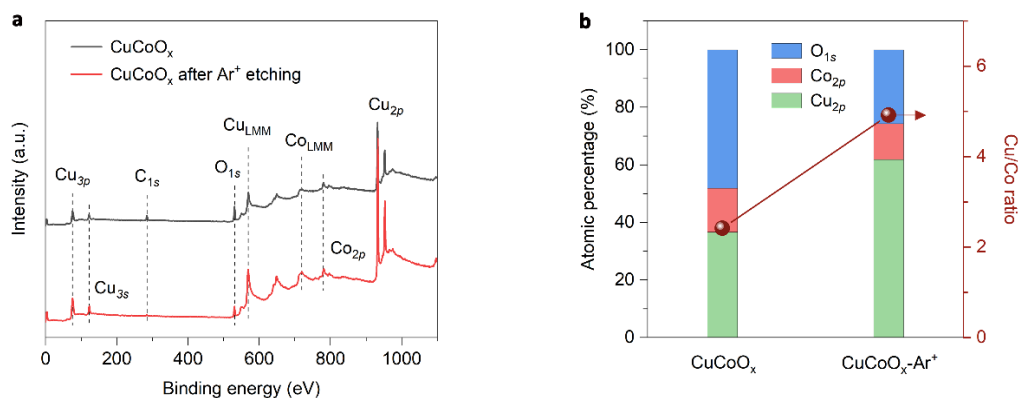 a
CuCoOₓ
CuCoOₓ after Ar⁺ etching
Cu₃ₚ
C₁ₛ
O₁ₛ
Cu_LMM
Co_LMM
Cu₂ₚ
Cu₃ₛ
Co₂ₚ
Intensity (a.u.)
0 200 400 600 800 1000
Binding energy (eV)
b
O₁ₛ
Co₂ₚ
Cu₂ₚ
100
80
60
40
20
0
Atomic percentage (%)
6
4
2
0
Cu/Co ratio
CuCoOₓ CuCoOₓ-Ar⁺